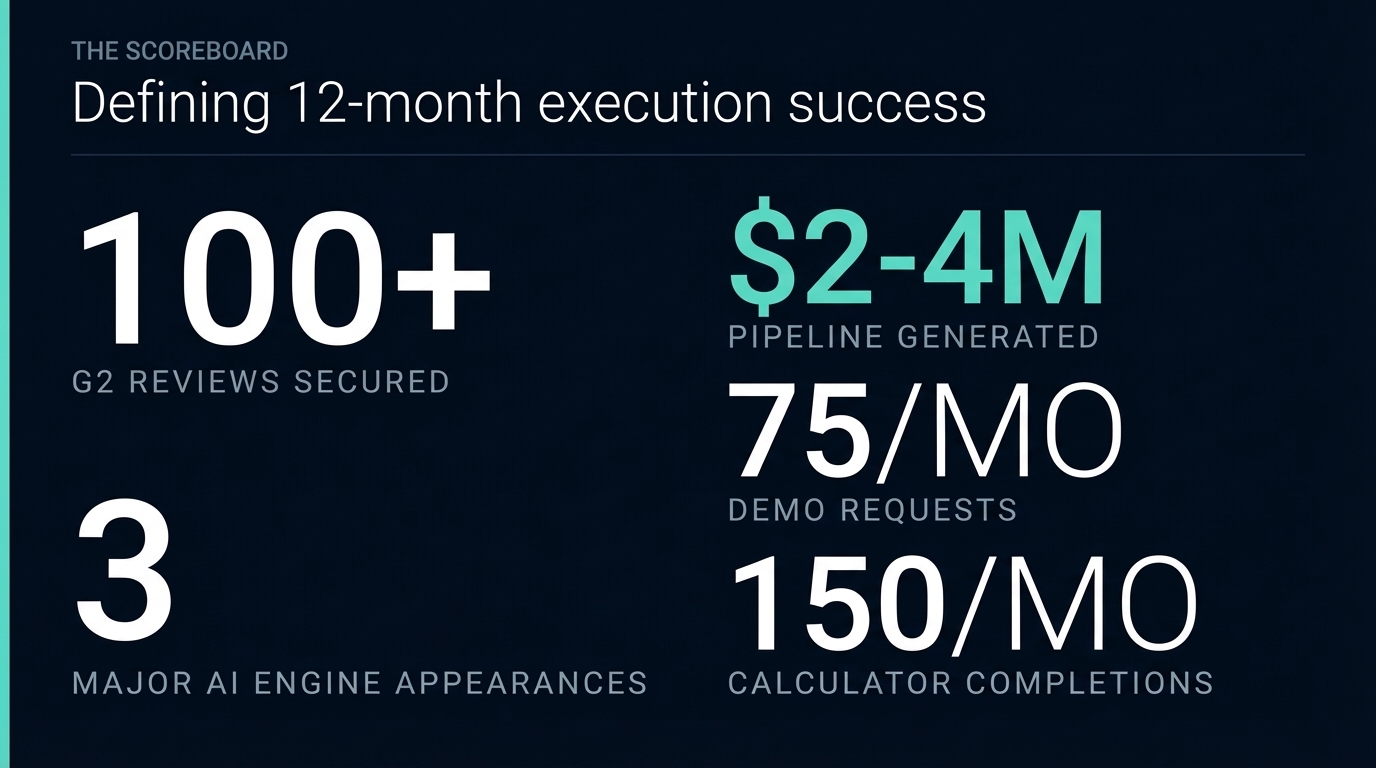 THE SCOREBOARD
Defining 12-month execution success
100+
G2 REVIEWS SECURED
3
MAJOR AI ENGINE APPEARANCES
$2-4M
PIPELINE GENERATED
75/MO
DEMO REQUESTS
150/MO
CALCULATOR COMPLETIONS